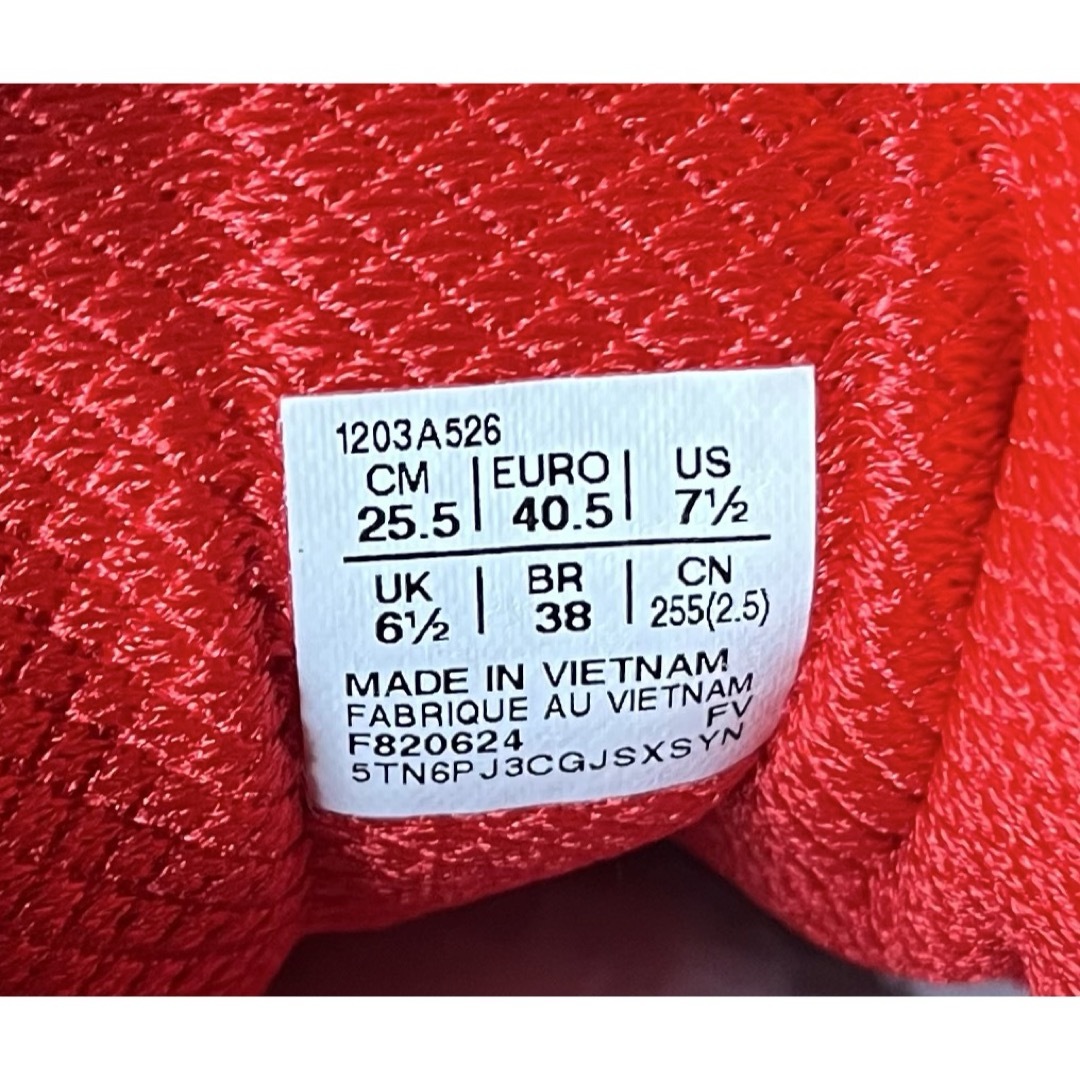 1203A526
CM | EURO | US
25.5 | 40.5 | 7½
UK | BR | CN
6½ | 38 | 255(2.5)
MADE IN VIETNAM
FABRIQUE AU VIETNAM
F820624 FV
5TN6PJ3CGJSXSYN